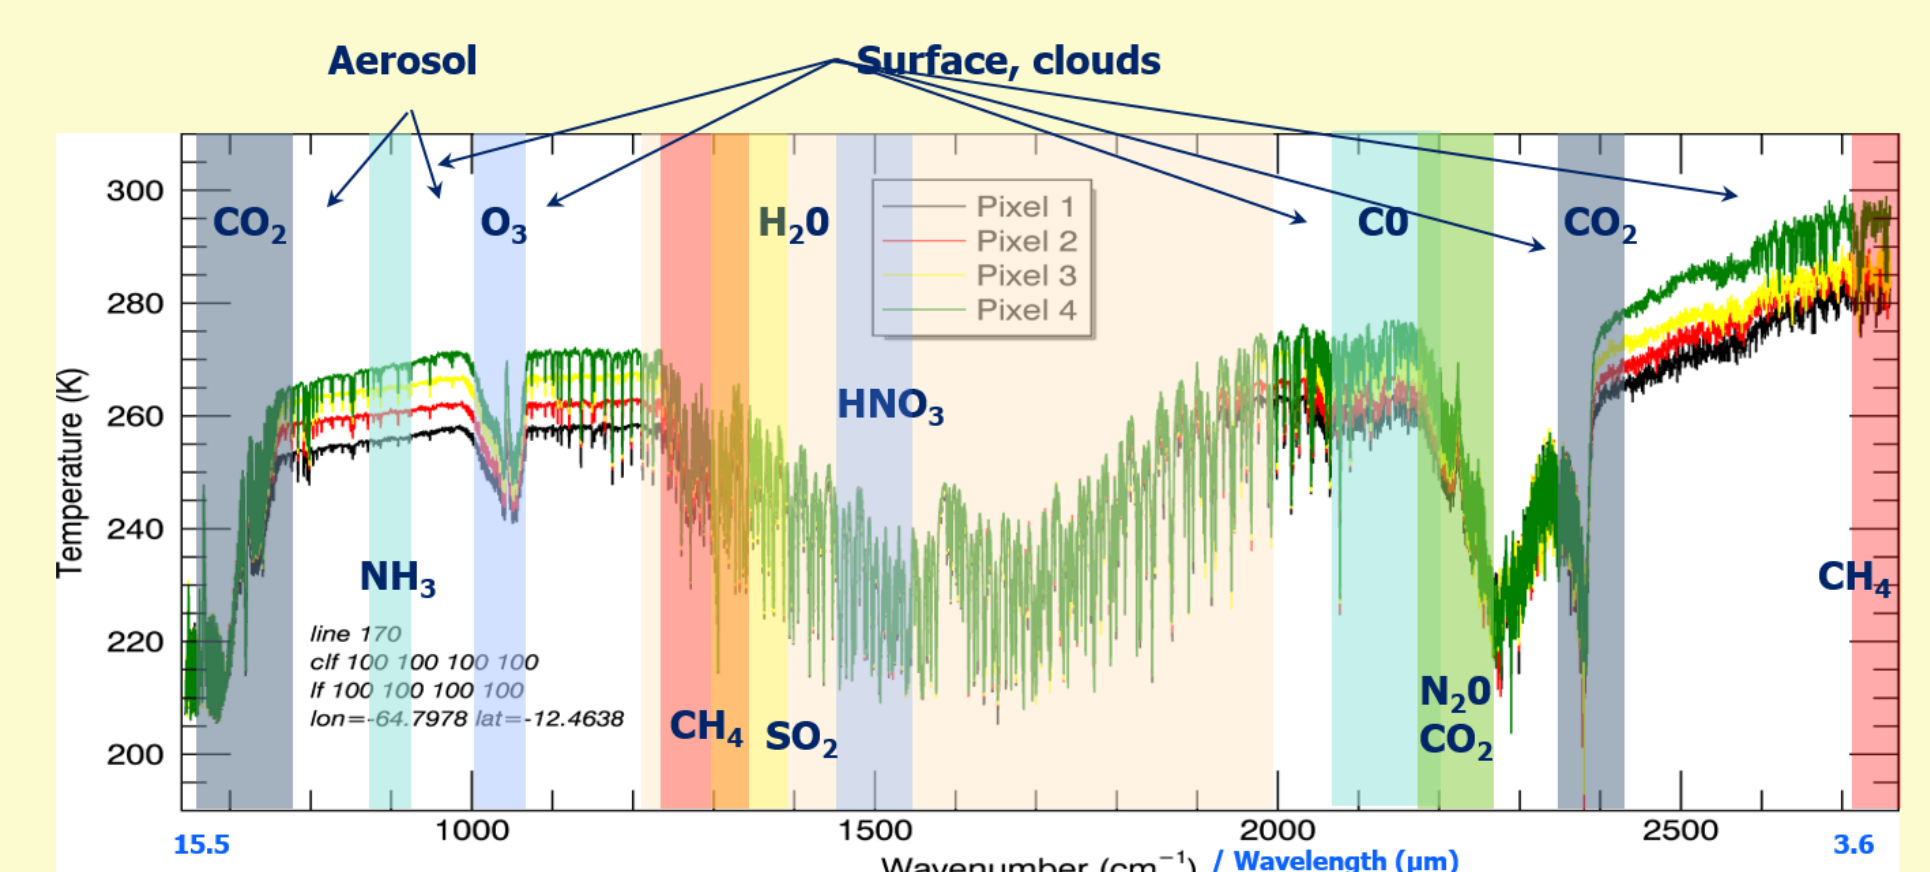 Aerosol
Surface, clouds
300
280
260
240
220
200
Temperature (K)
CO₂
O₃
H₂0
C0
CO₂
Pixel 1
Pixel 2
Pixel 3
Pixel 4
HNO₃
NH₃
CH₄
line 170
clf 100 100 100 100
lf 100 100 100 100
lon=-64.7978 lat=-12.4638
CH₄
SO₂
N₂0
CO₂
1000
1500
2000
2500
15.5
3.6
Wavenumber (cm⁻¹) / Wavelength (µm)